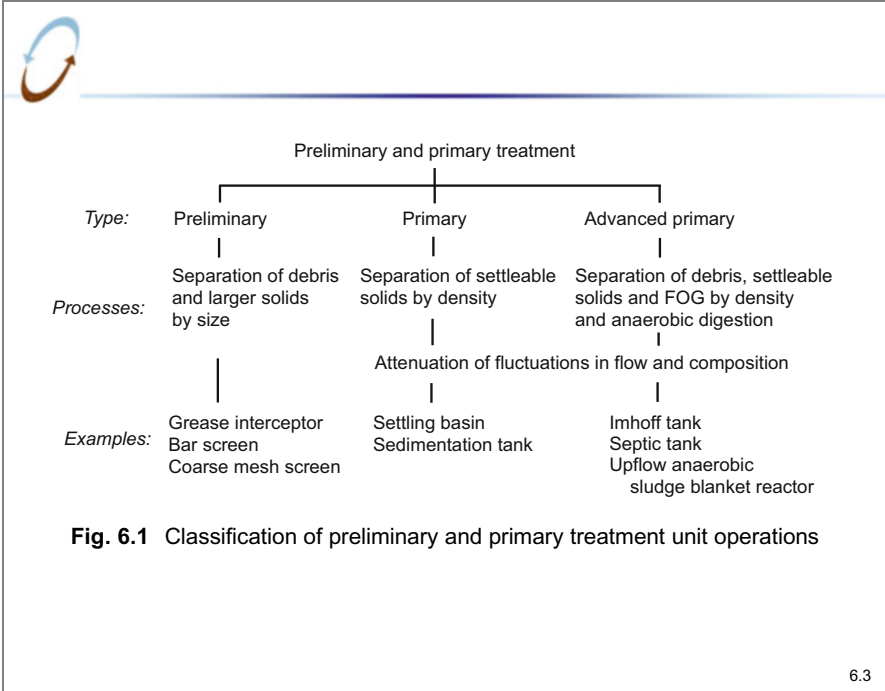 Preliminary and primary treatment
Type: Preliminary Primary Advanced primary
Processes:
Separation of debris
and larger solids
by size
Separation of settleable
solids by density
Separation of debris, settleable
solids and FOG by density
and anaerobic digestion
Attenuation of fluctuations in flow and composition
Examples:
Grease interceptor
Bar screen
Coarse mesh screen
Settling basin
Sedimentation tank
Imhoff tank
Septic tank
Upflow anaerobic
sludge blanket reactor
Fig. 6.1 Classification of preliminary and primary treatment unit operations
6.3